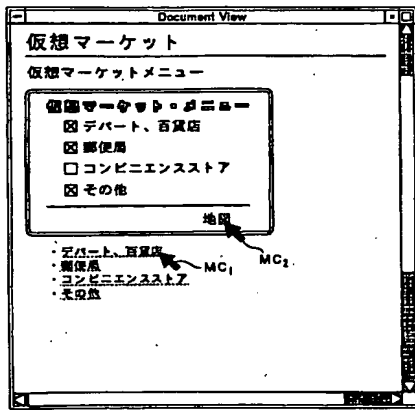 Document View
仮想マーケット
仮想マーケットメニュー
仮想マーケット・メニュー
デパート、百貨店
郵便局
コンビニエンスストア
その他
地図
・デパート、百貨店
・郵便局
・コンビニエンスストア
・その他
MC1
MC2